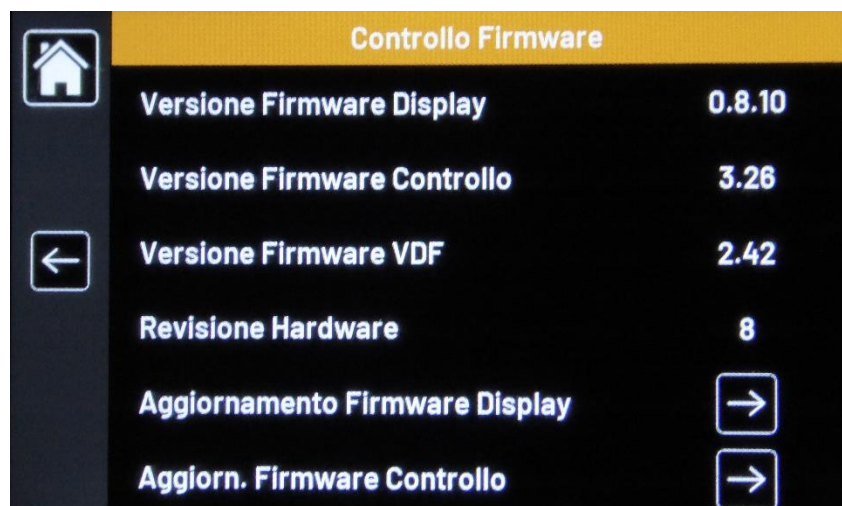 Controllo Firmware
Versione Firmware Display 0.8.10
Versione Firmware Controllo 3.26
Versione Firmware VDF 2.42
Revisione Hardware 8
Aggiornamento Firmware Display
Aggiorn. Firmware Controllo